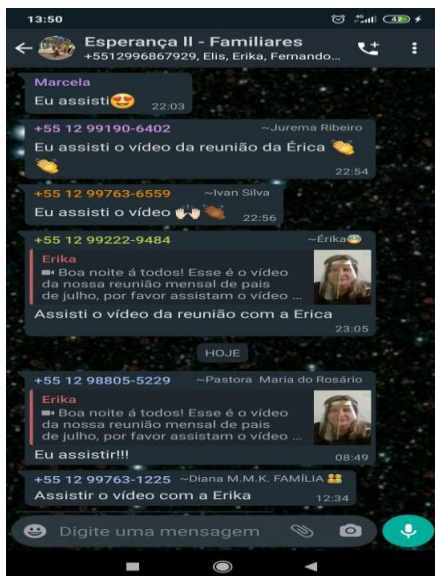 13:50
4G 42
Esperança II - Familiares
+5512996867929, Elis, Erika, Fernando...
Marcela
Eu assisti😍 22:03
+55 12 99190-6402 ~Jurema Ribeiro
Eu assisti o vídeo da reunião da Érica 👏
👏
22:54
+55 12 99763-6559 ~Ivan Silva
Eu assisti o vídeo 🙌👏 22:56
+55 12 99222-9484 ~Érika
Erika
Boa noite á todos! Esse é o vídeo
da nossa reunião mensal de pais
de julho, por favor assistam o vídeo ...
Assisti o vídeo da reunião com a Erica
23:05
HOJE
+55 12 98805-5229 ~Pastora Maria do Rosário
Erika
Boa noite á todos! Esse é o vídeo
da nossa reunião mensal de pais
de julho, por favor assistam o vídeo ...
Eu assistir!!! 08:49
+55 12 99763-1225 ~Diana M.M.K. FAMÍLIA
Assistir o vídeo com a Erika 12:34
Digite uma mensagem